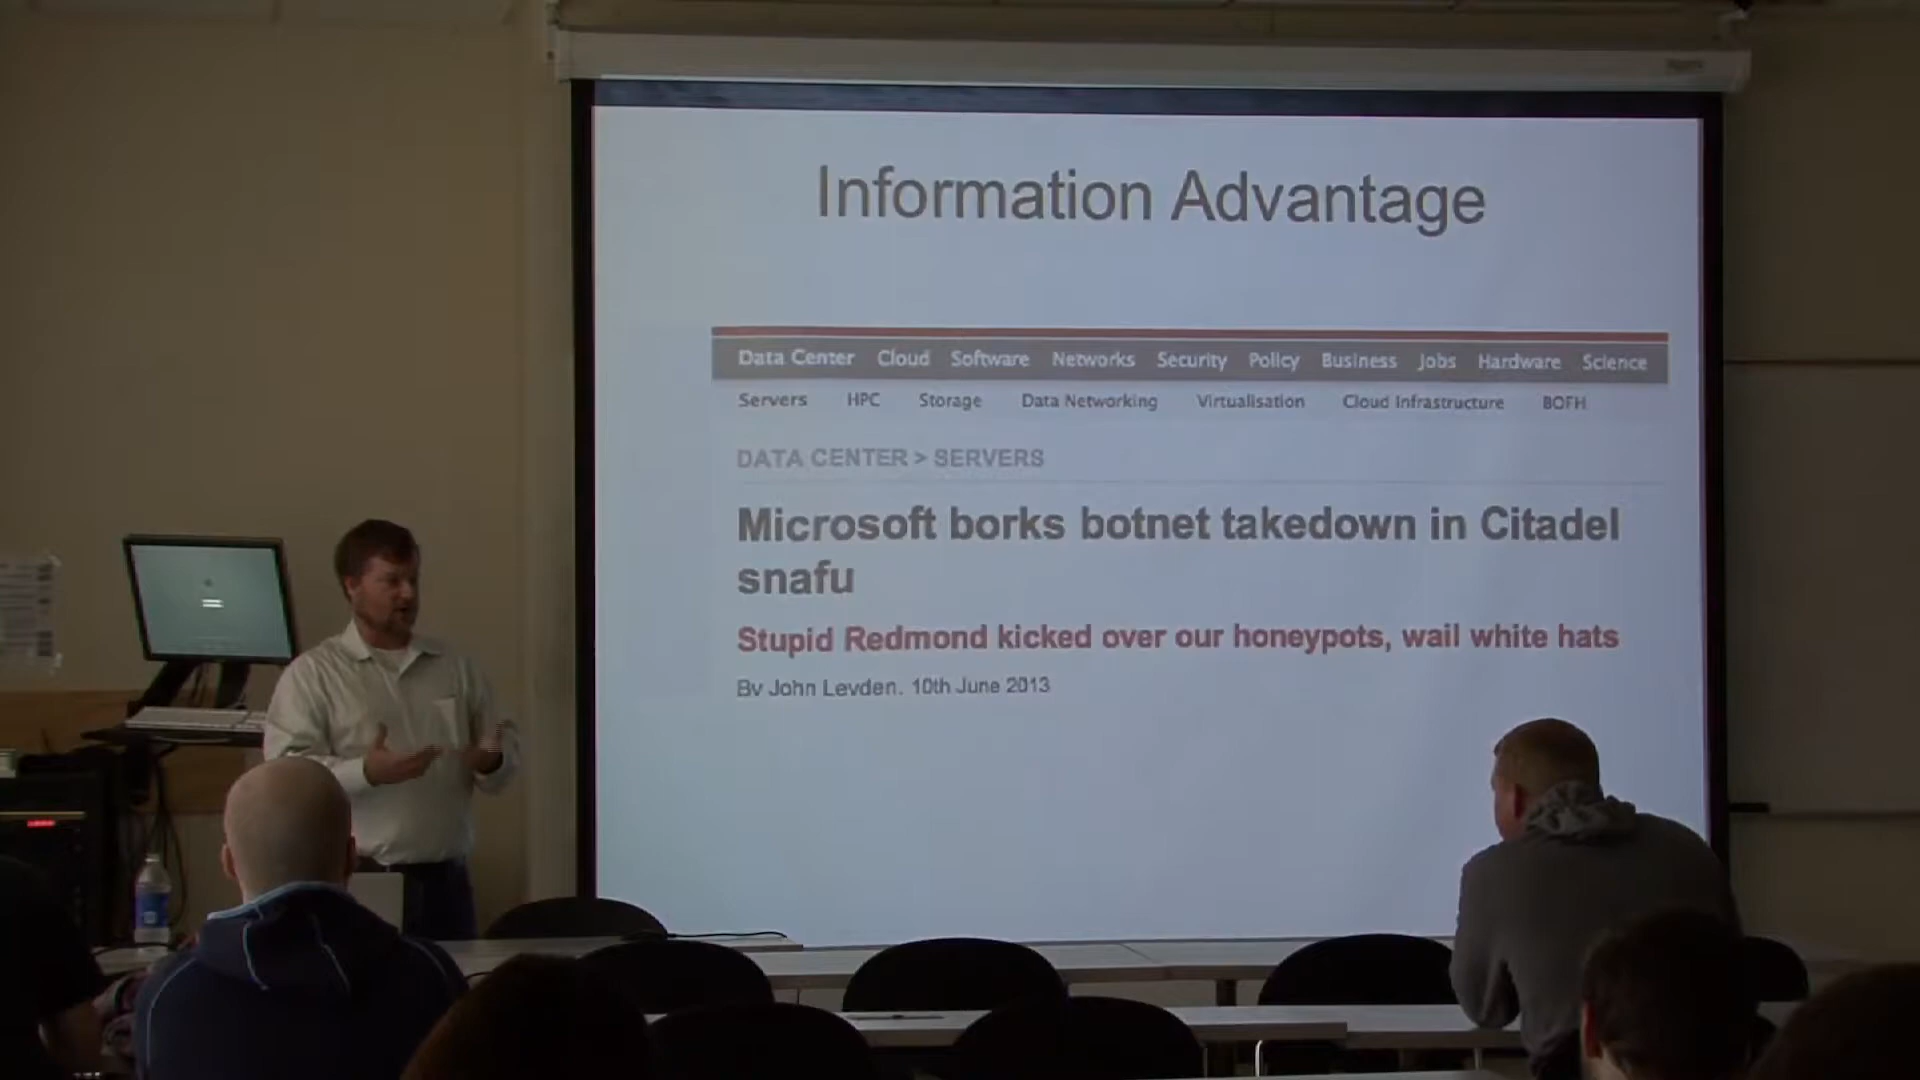 Information Advantage
Data Center Cloud Software Networks Security Policy Business Jobs Hardware Science
Servers HPC Storage Data Networking Virtualisation Cloud Infrastructure BOFH
DATA CENTER > SERVERS
Microsoft borks botnet takedown in Citadel
snafu
Stupid Redmond kicked over our honeypots, wail white hats
By John Leyden, 10th June 2013